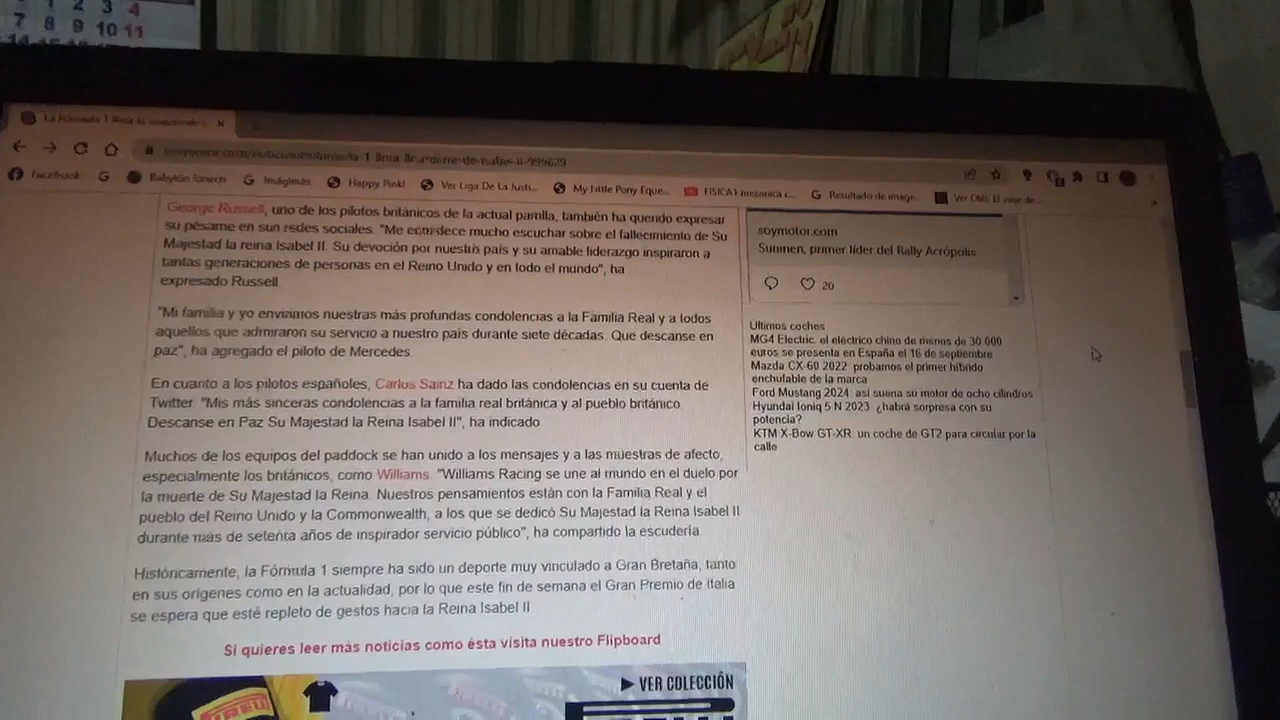 1 2 3 4
7 8 9 10 11
La Fórmula 1 llora
Facebook
Babylon
Imáginas
Happy Pink!
Ver Liga De La Justi...
My Little Pony Eque...
FISICA
Resultado de image...
Ver Otel: El viaje de...
George Russell, uno de los pilotos británicos de la actual parrilla, también ha querido expresar
su pésame en sun redes sociales. "Me entristece mucho escuchar sobre el fallecimiento de Su
Majestad la reina Isabel II. Su devoción por nuestro país y su amable liderazgo inspiraron a
tantas generaciones de personas en el Reino Unido y en todo el mundo", ha
expresado Russell.
"Mi familia y yo enviamos nuestras más profundas condolencias a la Familia Real y a todos
aquellos que admiraron su servicio a nuestro país durante siete décadas. Que descanse en
paz", ha agregado el piloto de Mercedes.
En cuanto a los pilotos españoles, Carlos Sainz ha dado las condolencias en su cuenta de
Twitter. "Mis más sinceras condolencias a la familia real británica y al pueblo británico.
Descanse en Paz Su Majestad la Reina Isabel II", ha indicado.
Muchos de los equipos del paddock se han unido a los mensajes y a las muestras de afecto,
especialmente los británicos, como Williams. "Williams Racing se une al mundo en el duelo por
la muerte de Su Majestad la Reina. Nuestros pensamientos están con la Familia Real y el
pueblo del Reino Unido y la Commonwealth, a los que se dedicó Su Majestad la Reina Isabel II
durante más de setenta años de inspirador servicio público", ha compartido la escudería.
Históricamente, la Fórmula 1 siempre ha sido un deporte muy vinculado a Gran Bretaña, tanto
en sus orígenes como en la actualidad, por lo que este fin de semana el Gran Premio de Italia
se espera que esté repleto de gestos hacia la Reina Isabel II.
Si quieres leer más noticias como ésta visita nuestro Flipboard
VER COLECCIÓN
soymotor.com
Suninen, primer líder del Rally Acrópolis
20
Últimos coches
MG4 Electric: el eléctrico chino de menos de 30.000
euros se presenta en España el 16 de septiembre
Mazda CX-60 2022: probamos el primer híbrido
enchufable de la marca
Ford Mustang 2024: así suena su motor de ocho cilindros
Hyundai Ioniq 5 N 2023: ¿habrá sorpresa con su
potencia?
KTM X-Bow GT-XR: un coche de GT2 para circular por la
calle